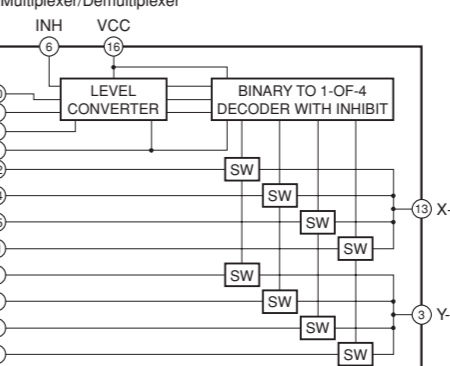 Multiplexer/Demultiplexer
INH VCC
6 16
LEVEL CONVERTER
BINARY TO 1-OF-4 DECODER WITH INHIBIT
SW
SW
SW
SW
13 X-
SW
SW
SW
SW
3 Y-